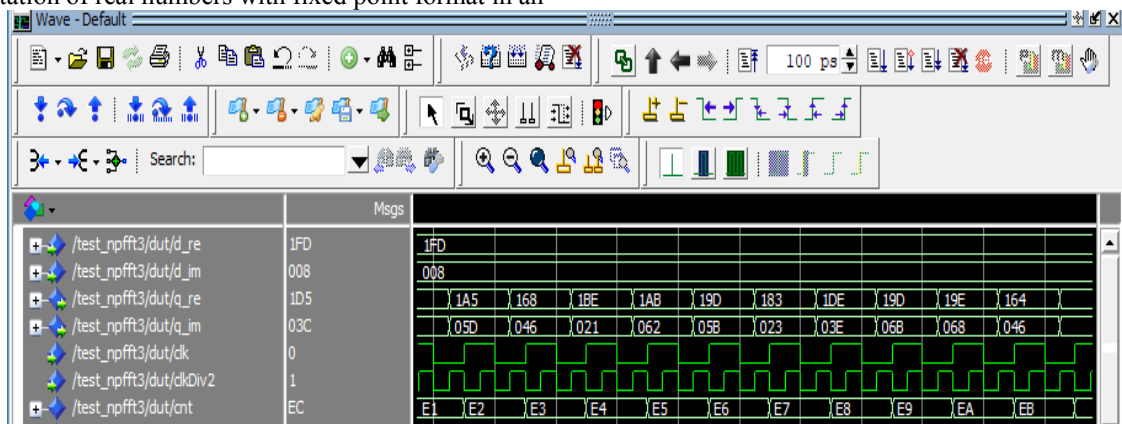 tation of real numbers with fixed point format in an
Wave - Default
100 ps
Search:
Msgs
/test_npfft3/dut/d_re 1FD 1FD
/test_npfft3/dut/d_im 008 008
/test_npfft3/dut/q_re 1D5 1A5 168 1BE 1AB 19D 183 1DE 19D 19E 164
/test_npfft3/dut/q_im 03C 05D 046 021 062 05B 023 03E 06B 068 046
/test_npfft3/dut/clk 0
/test_npfft3/dut/clkDiv2 1
/test_npfft3/dut/cnt EC E1 E2 E3 E4 E5 E6 E7 E8 E9 EA EB